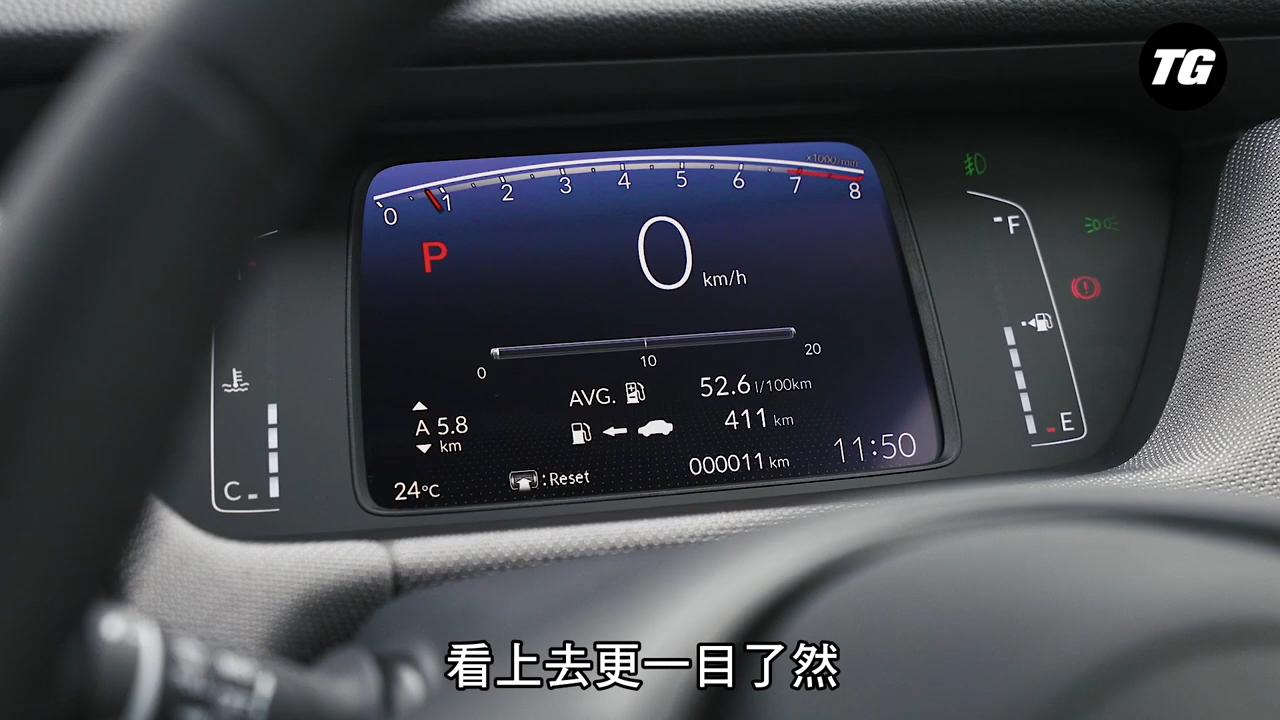 TG
x1000/min
0 1 2 3 4 5 6 7 8
P
0 km/h
F
0 10 20
AVG. 52.6 l/100km
A 5.8 km
411 km
E
C
24°C
:Reset
000011 km
11:50
看上去更一目了然